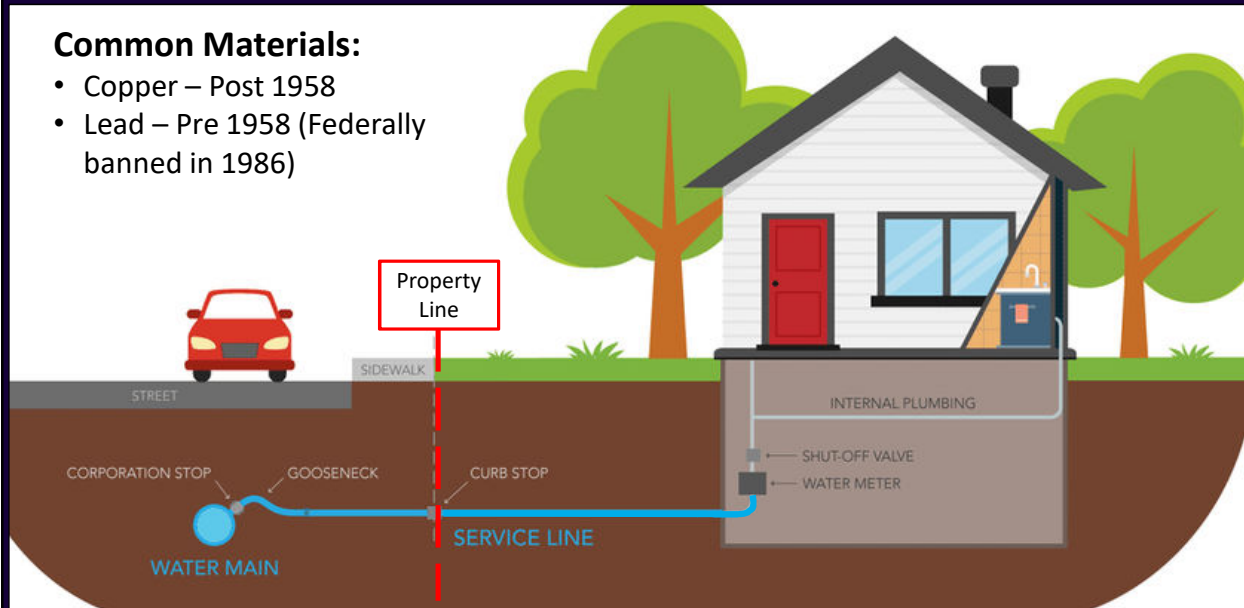 Common Materials:
• Copper – Post 1958
• Lead – Pre 1958 (Federally
banned in 1986)
Property
Line
SIDEWALK
STREET
INTERNAL PLUMBING
CORPORATION STOP
GOOSENECK
CURB STOP
SHUT-OFF VALVE
WATER METER
SERVICE LINE
WATER MAIN